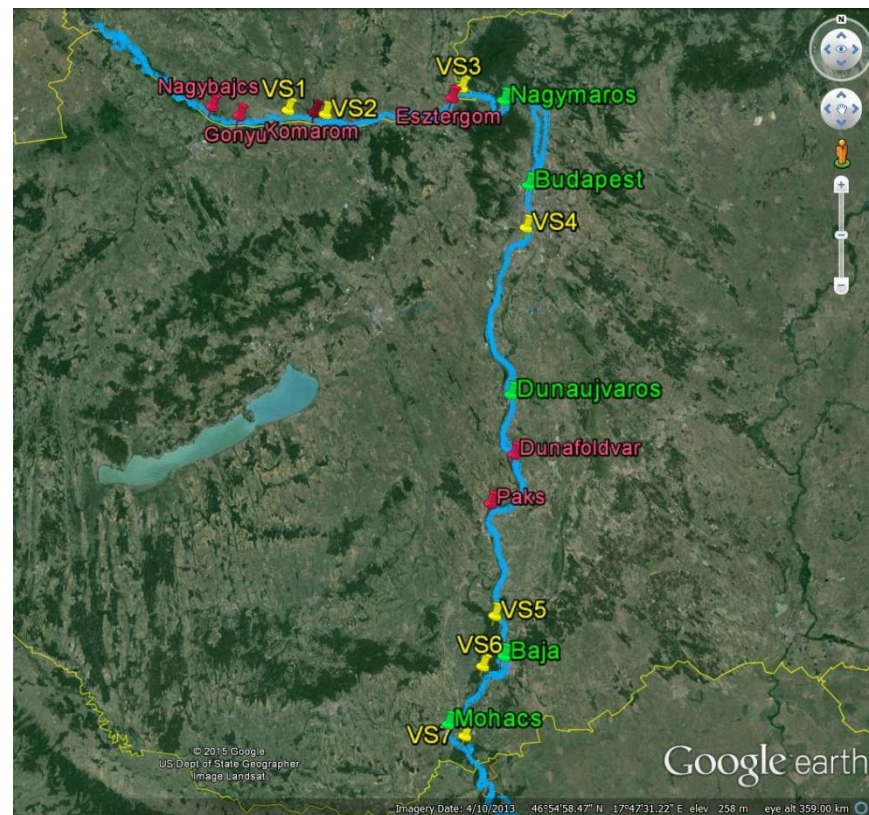 N
VS3
Nagybajcs
VS1
Nagymaros
Esztergom
VS2
Gonyu
Komarom
Budapest
VS4
Dunaujvaros
Dunafoldvar
Paks
VS5
VS6
Baja
Mohacs
VS7
© 2015 Google
US Dept of State Geographer
Image Landsat
Google earth
Imagery Date: 4/10/2013 46°54'58.47" N 17°47'31.22" E elev 258 m eye alt 359.00 km